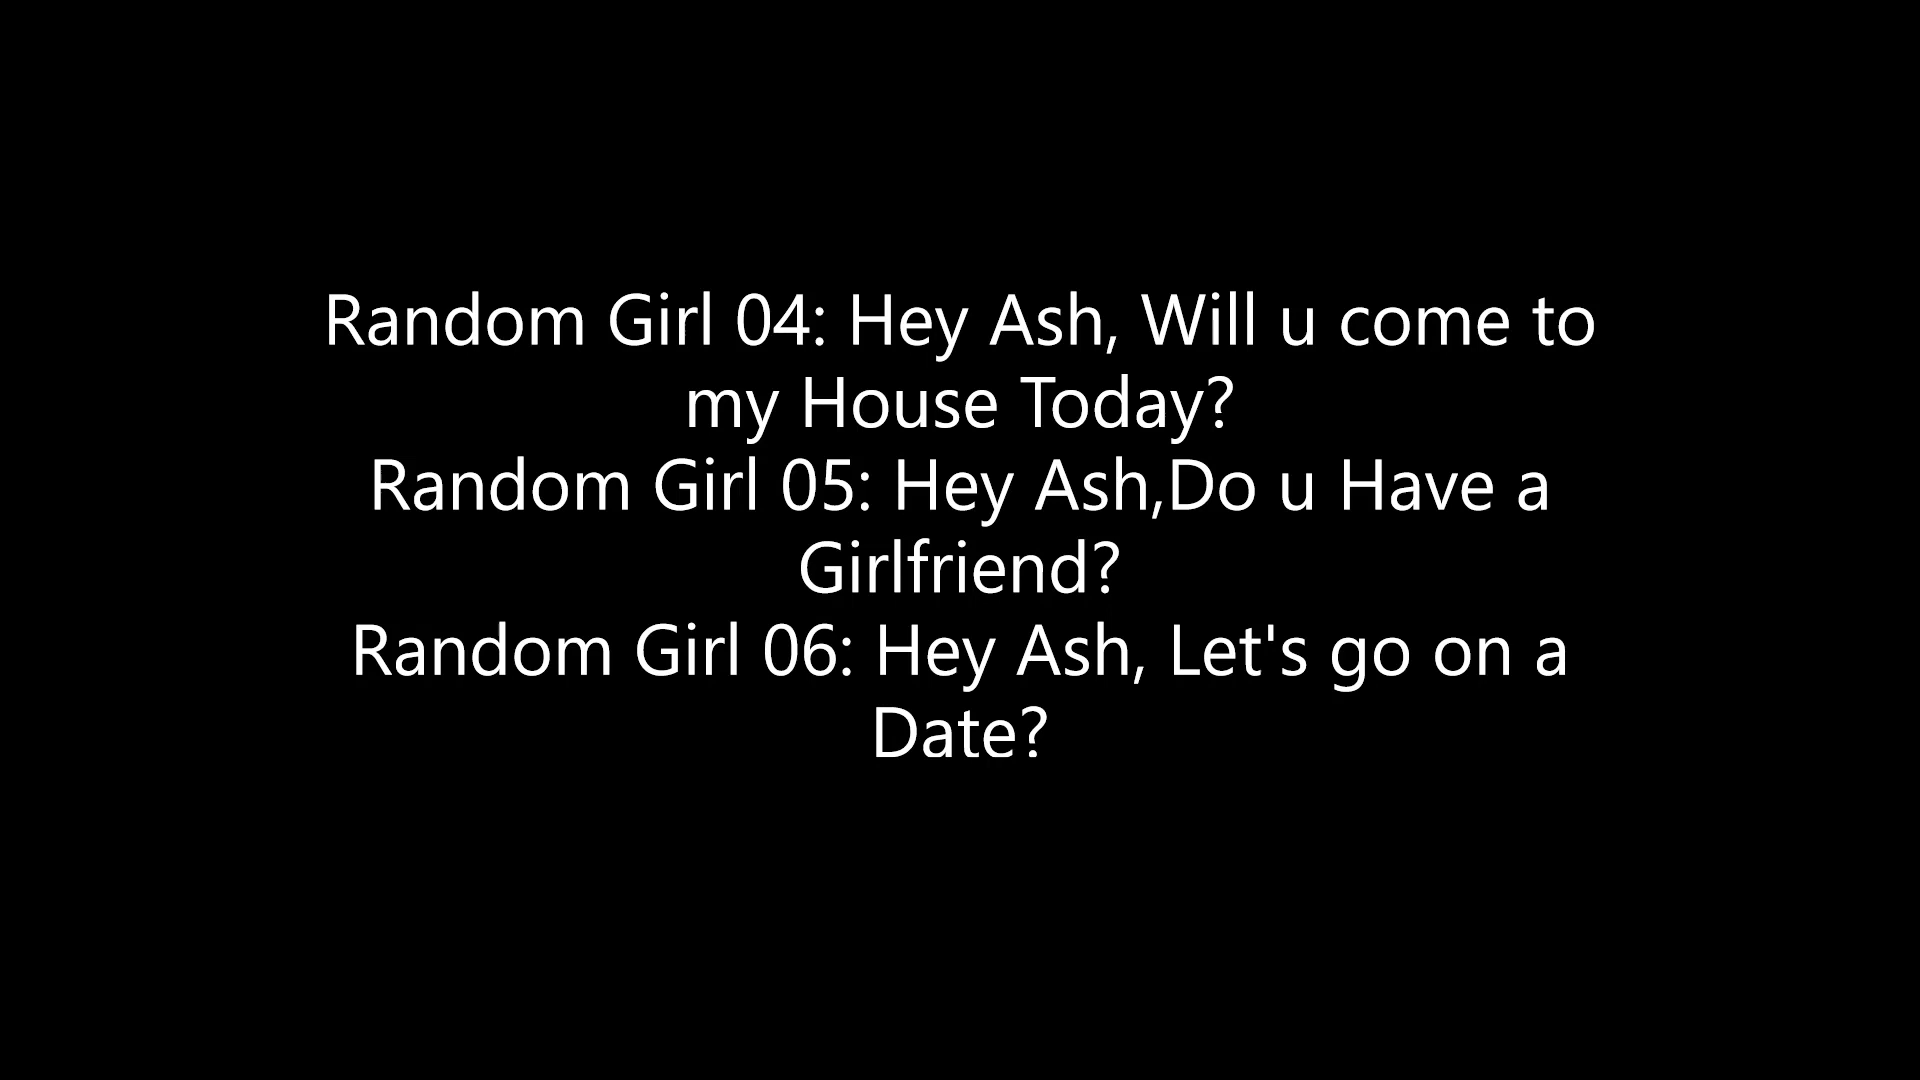 Random Girl 04: Hey Ash, Will u come to
my House Today?
Random Girl 05: Hey Ash,Do u Have a
Girlfriend?
Random Girl 06: Hey Ash, Let's go on a
Date?